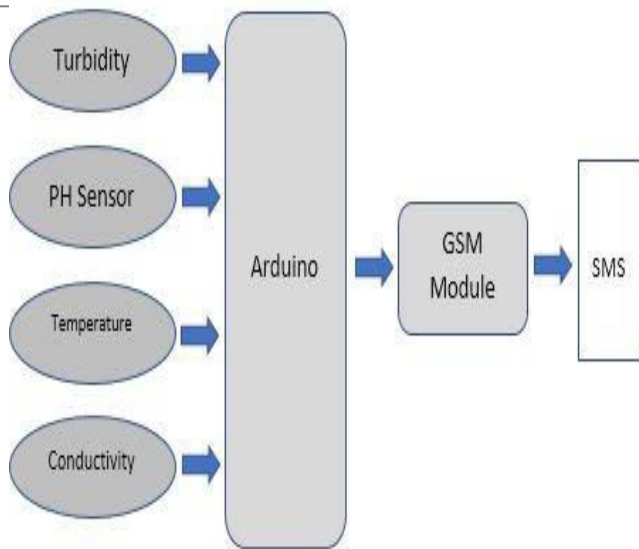 Turbidity
PH Sensor
Temperature
Conductivity
Arduino
GSM
Module
SMS